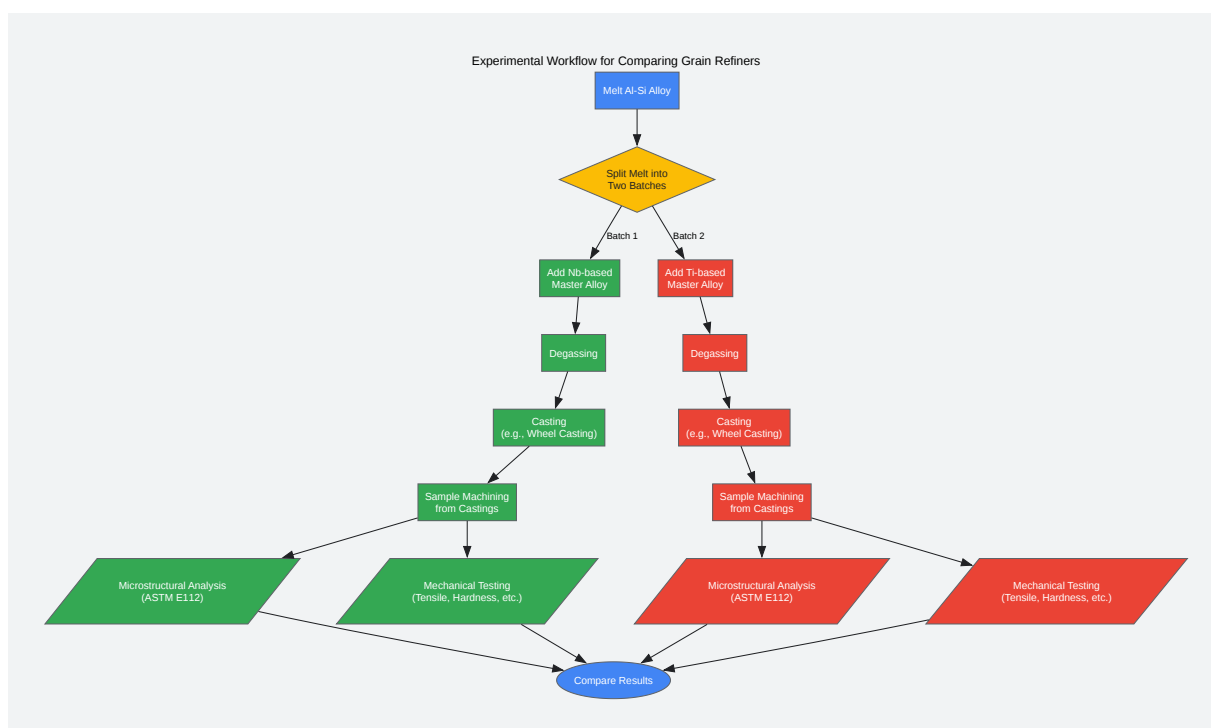 Experimental Workflow for Comparing Grain Refiners
Melt Al-Si Alloy
Split Melt into
Two Batches
Batch 1
Batch 2
Add Nb-based
Master Alloy
Add Ti-based
Master Alloy
Degassing
Degassing
Casting
(e.g., Wheel Casting)
Casting
(e.g., Wheel Casting)
Sample Machining
from Castings
Sample Machining
from Castings
Microstructural Analysis
(ASTM E112)
Mechanical Testing
(Tensile, Hardness, etc.)
Microstructural Analysis
(ASTM E112)
Mechanical Testing
(Tensile, Hardness, etc.)
Compare Results